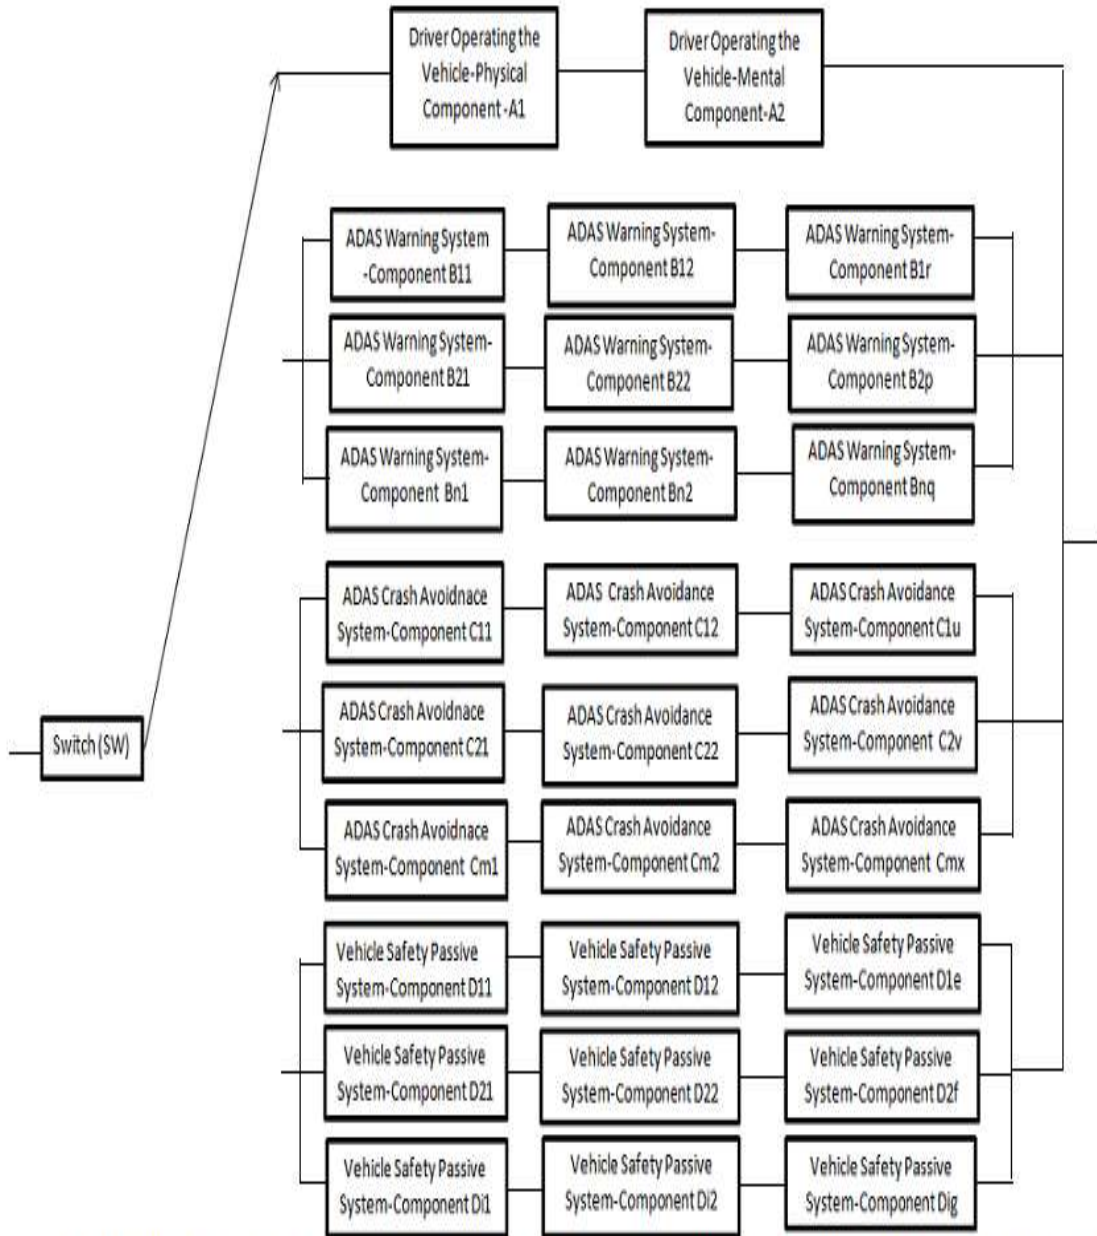 Driver Operating the
Vehicle-Physical
Component -A1
Driver Operating the
Vehicle-Mental
Component-A2
ADAS Warning System
-Component B11
ADAS Warning System-
Component B12
ADAS Warning System-
Component B1r
ADAS Warning System-
Component B21
ADAS Warning System-
Component B22
ADAS Warning System-
Component B2p
ADAS Warning System-
Component Bn1
ADAS Warning System-
Component Bn2
ADAS Warning System-
Component Bnq
ADAS Crash Avoidnace
System-Component C11
ADAS Crash Avoidance
System-Component C12
ADAS Crash Avoidance
System-Component C1u
Switch (SW)
ADAS Crash Avoidnace
System-Component C21
ADAS Crash Avoidance
System-Component C22
ADAS Crash Avoidance
System-Component C2v
ADAS Crash Avoidnace
System-Component Cm1
ADAS Crash Avoidance
System-Component Cm2
ADAS Crash Avoidance
System-Component Cmx
Vehicle Safety Passive
System-Component D11
Vehicle Safety Passive
System-Component D12
Vehicle Safety Passive
System-Component D1e
Vehicle Safety Passive
System-Component D21
Vehicle Safety Passive
System-Component D22
Vehicle Safety Passive
System-Component D2f
Vehicle Safety Passive
System-Component Di1
Vehicle Safety Passive
System-Component Di2
Vehicle Safety Passive
System-Component Dig